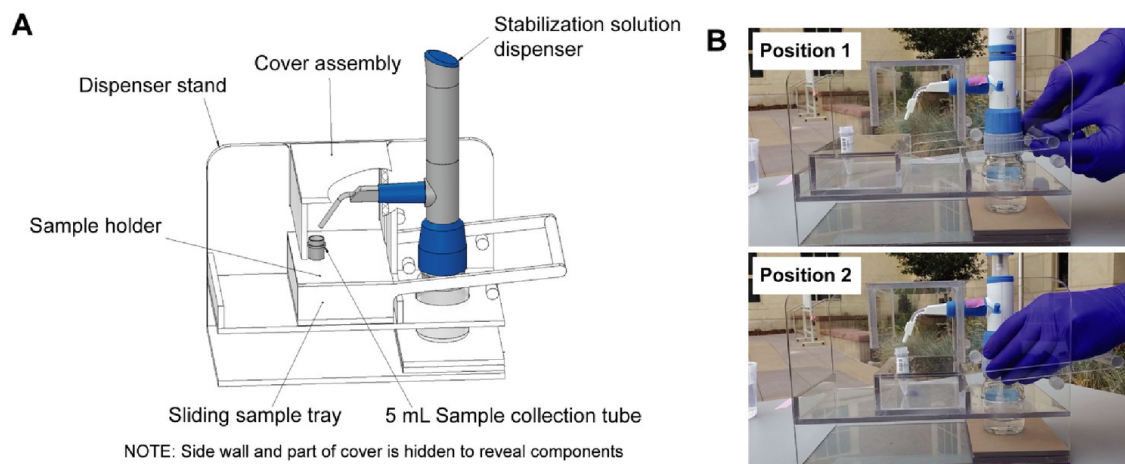 A
Stabilization solution
dispenser
Cover assembly
Dispenser stand
Sample holder
Sliding sample tray
5 mL Sample collection tube
NOTE: Side wall and part of cover is hidden to reveal components
B
Position 1
Position 2